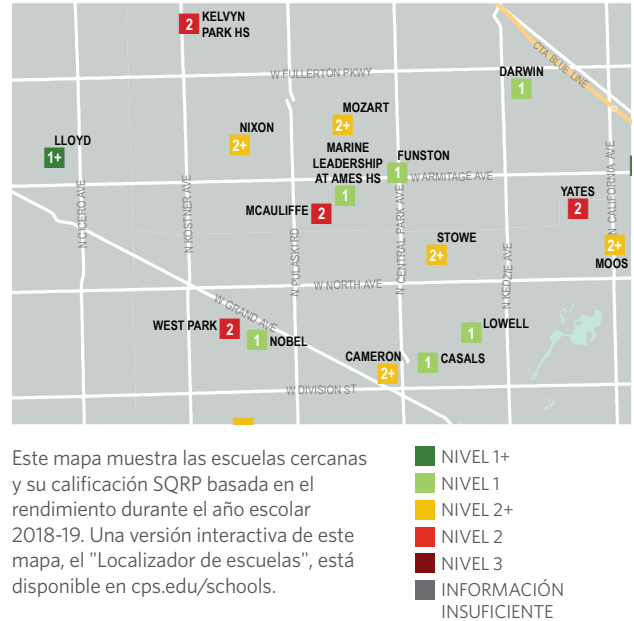 2 KELVYN
PARK HS
CTA BLUE LINE
W FULLERTON PKWY
DARWIN
1
MOZART
2+
NIXON
2+
LLOYD
1+
MARINE
LEADERSHIP
AT AMES HS
1
FUNSTON
1
W ARMITAGE AVE
YATES
2
MCAULIFFE 2
N CICERO AVE
N KOSTNER AVE
N PULASKI RD
N CENTRAL PARK AVE
N KEDZIE AVE
N CALIFORNIA AVE
STOWE
2+
2+
MOOS
W NORTH AVE
W GRAND AVE
WEST PARK 2
1 NOBEL
LOWELL
1
CAMERON
2+
1 CASALS
W DIVISION ST
Este mapa muestra las escuelas cercanas
y su calificación SQRP basada en el
rendimiento durante el año escolar
2018-19. Una versión interactiva de este
mapa, el "Localizador de escuelas", está
disponible en cps.edu/schools.
NIVEL 1+
NIVEL 1
NIVEL 2+
NIVEL 2
NIVEL 3
INFORMACIÓN
INSUFICIENTE